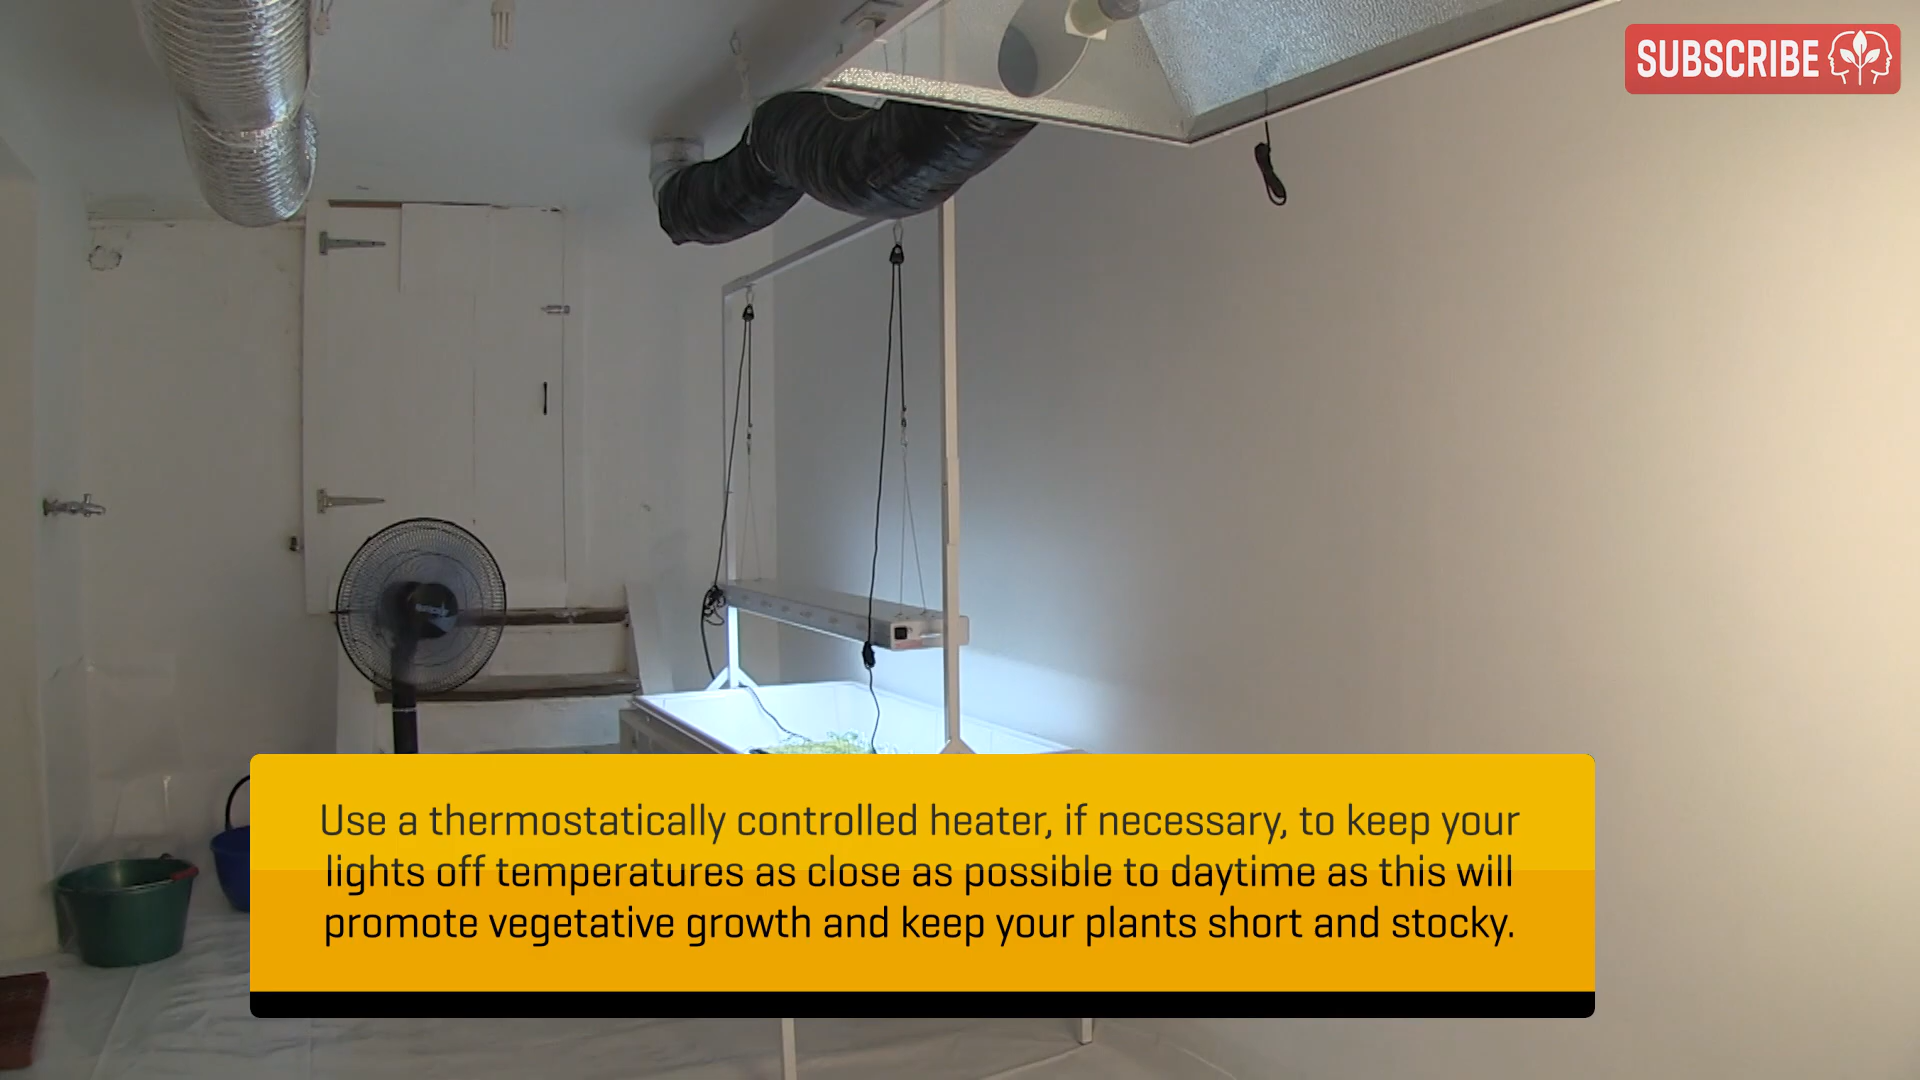 SUBSCRIBE
Use a thermostatically controlled heater, if necessary, to keep your
lights off temperatures as close as possible to daytime as this will
promote vegetative growth and keep your plants short and stocky.